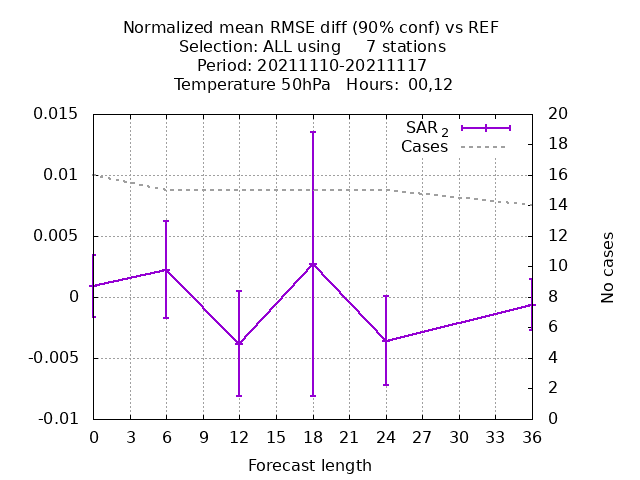 Normalized mean RMSE diff (90% conf) vs REF
Selection: ALL using     7 stations
Period: 20211110-20211117
Temperature 50hPa   Hours:  00,12
0.015
0.01
0.005
0
-0.005
-0.01
SAR 2
Cases
20
18
16
14
12
10
8
6
4
2
0
No cases
0 3 6 9 12 15 18 21 24 27 30 33 36
Forecast length